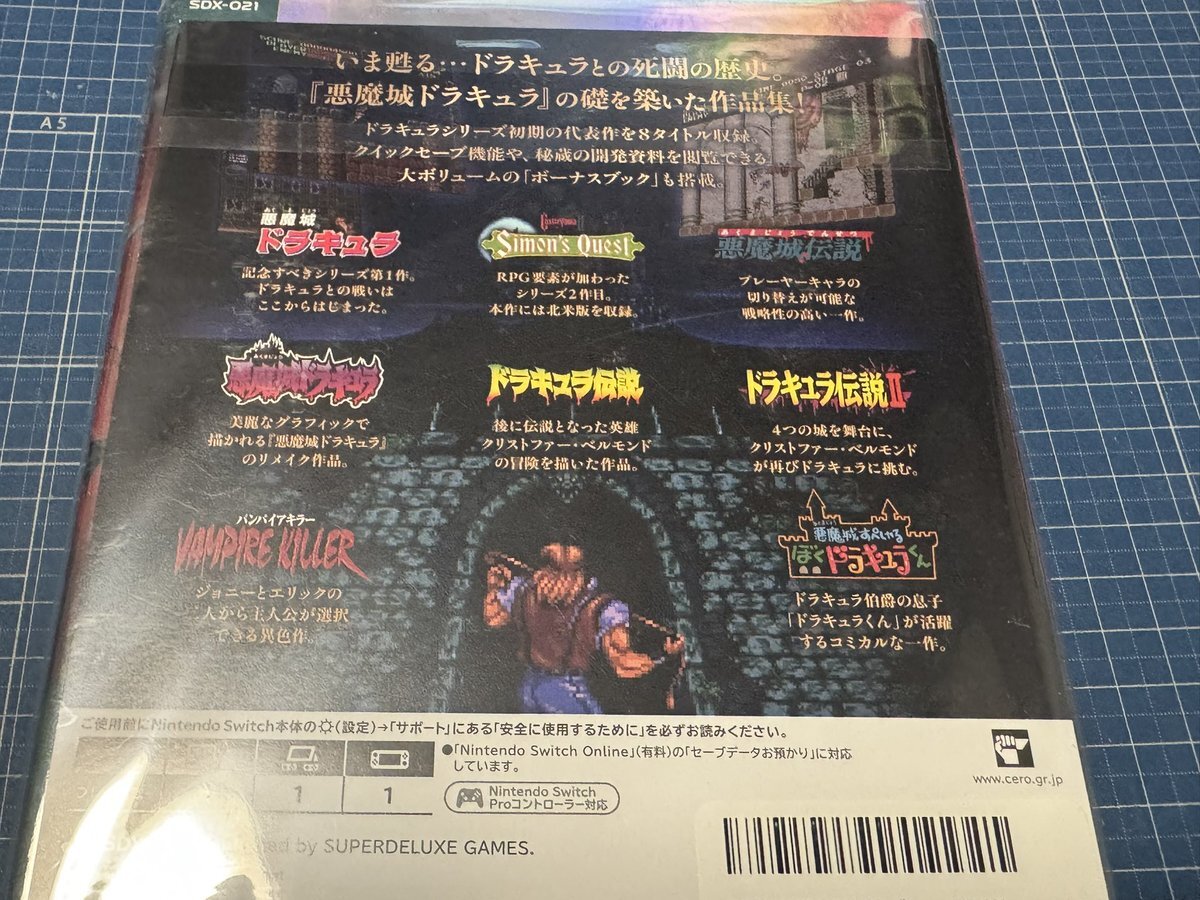 SDX-021
A5
いま甦る…ドラキュラとの死闘の歴史。
『悪魔城ドラキュラ』の礎を築いた作品集！
ドラキュラシリーズ初期の代表作を8タイトル収録。
クイックセーブ機能や、秘蔵の開発資料を閲覧できる
大ボリュームの「ボーナスブック」も搭載。
悪魔城
ドラキュラ
記念すべきシリーズ第1作。
ドラキュラとの戦いは
ここからはじまった。
Castlevania
Simon's Quest
RPG要素が加わった
シリーズ2作目。
本作には北米版を収録。
あくまじょうでんせつ
悪魔城伝説
プレーヤーキャラの
切り替えが可能な
戦略性の高い一作。
あくまじょう
悪魔城ドラキュラ
美麗なグラフィックで
描かれる『悪魔城ドラキュラ』
のリメイク作品。
ドラキュラ伝説
後に伝説となった英雄
クリストファー・ベルモンド
の冒険を描いた作品。
ドラキュラ伝説II
4つの城を舞台に、
クリストファー・ベルモンド
が再びドラキュラに挑む。
バンパイアキラー
VAMPIRE KILLER
ジョニーとエリックの
二人から主人公が選択
できる異色作。
悪魔城すぺしゃる
ぼくドラキュラくん
ドラキュラ伯爵の息子
「ドラキュラくん」が活躍
するコミカルな一作。
ご使用前にNintendo Switch本体の(設定)→「サポート」にある「安全に使用するために」を必ずお読みください。
●「Nintendo Switch Online」(有料)の「セーブデータお預かり」に対応
しています。
1
1
Nintendo Switch
Proコントローラー対応
www.cero.gr.jp
by SUPERDELUXE GAMES.